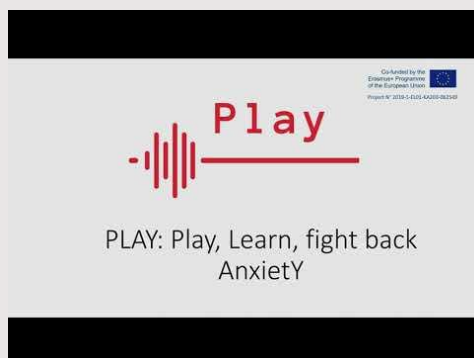 Co-funded by the
Erasmus+ Programme
of the European Union
Play
PLAY: Play, Learn, fight back
AnxietY